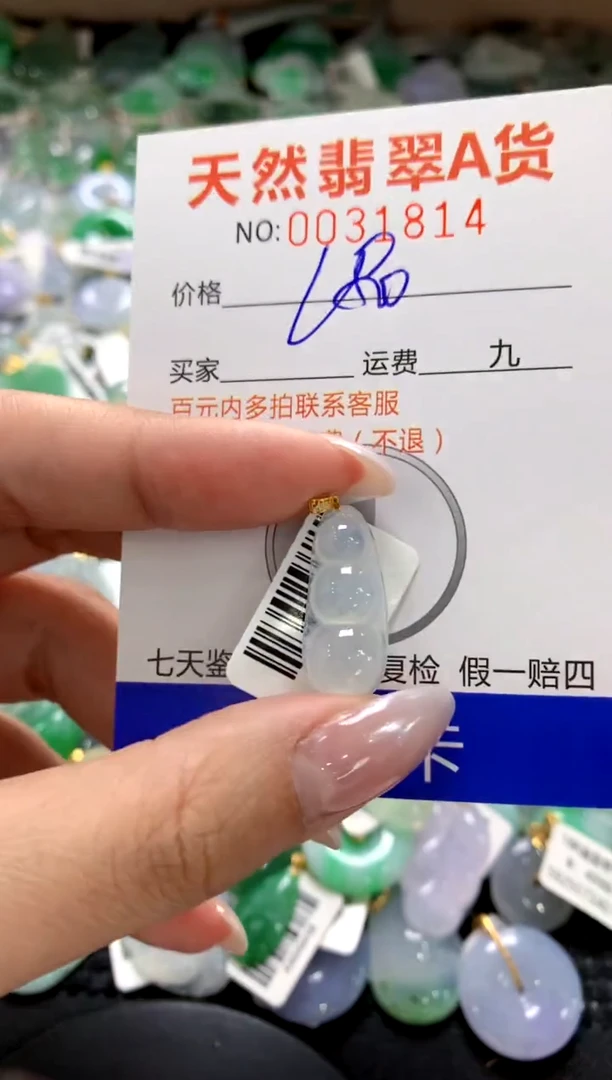 天然翡翠A货
NO:0031814
价格
买家 运费 九
百元内多拍联系客服
(不退)
七天鉴 复检 假一赔四
卡